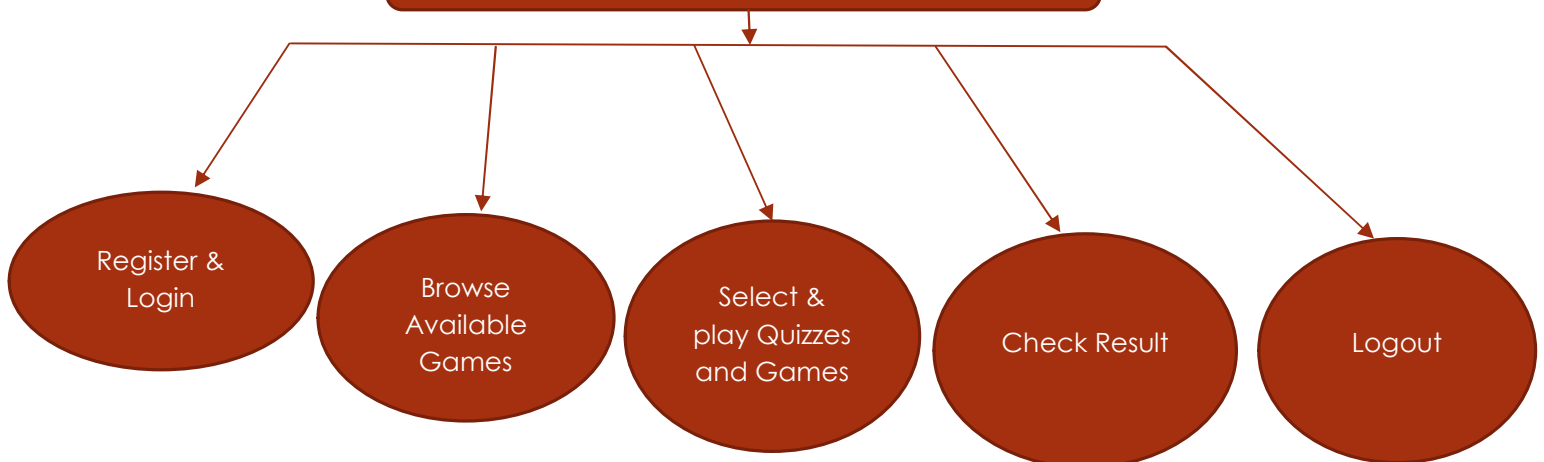 Register &
Login
Browse
Available
Games
Select &
play Quizzes
and Games
Check Result
Logout